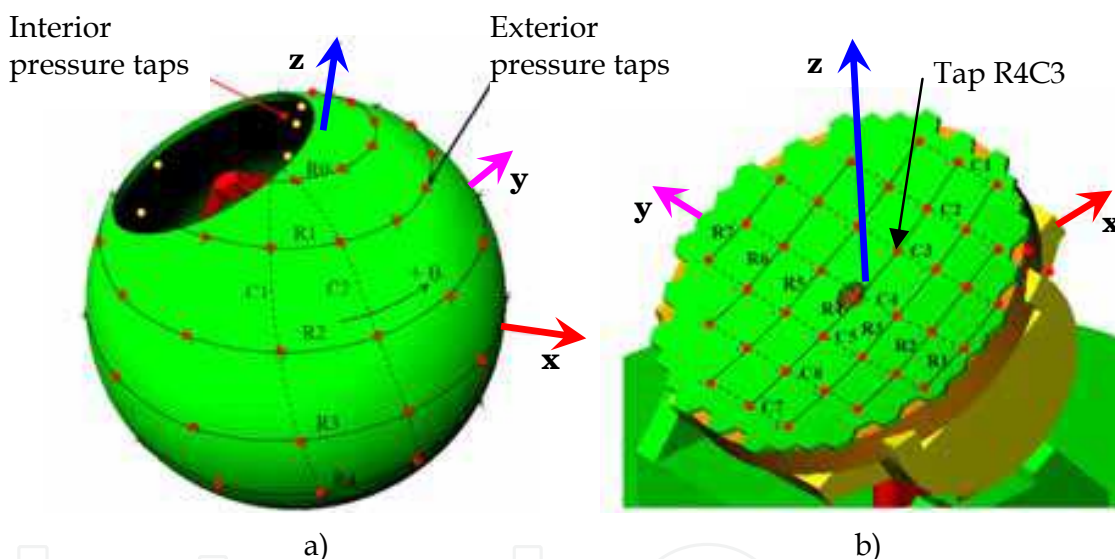 Interior
pressure taps
Exterior
pressure taps
z
y
x
R0
R1
C1
C2
+ θ
R2
R3
R4
a)
z
Tap R4C3
y
x
C1
C2
C3
C4
C5
C6
C7
R7
R6
R5
R4
R3
R2
R1
b)